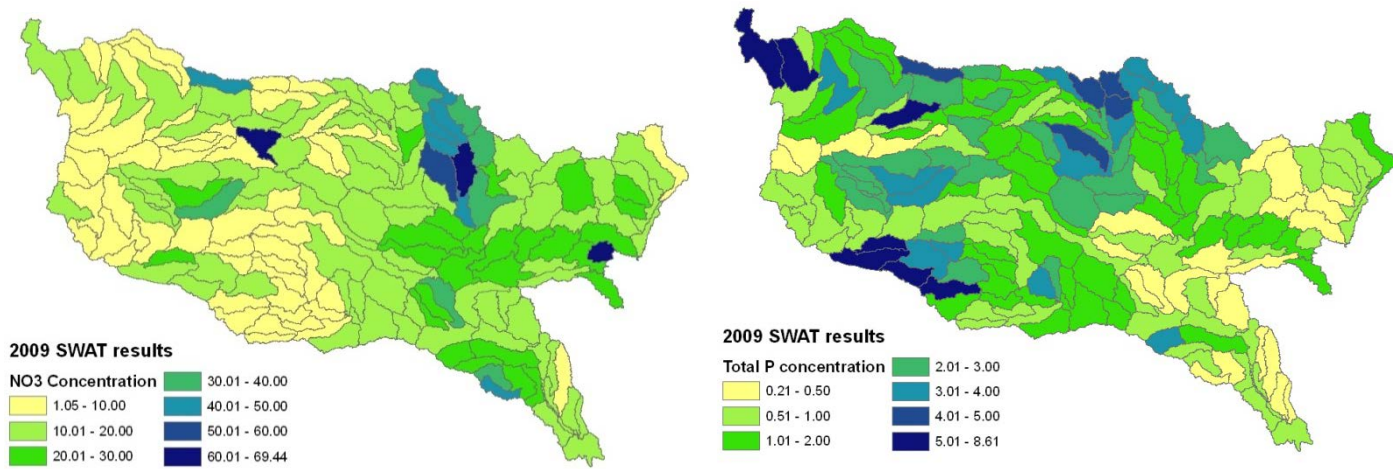 2009 SWAT results
NO3 Concentration
1.05 - 10.00
10.01 - 20.00
20.01 - 30.00
30.01 - 40.00
40.01 - 50.00
50.01 - 60.00
60.01 - 69.44
2009 SWAT results
Total P concentration
0.21 - 0.50
0.51 - 1.00
1.01 - 2.00
2.01 - 3.00
3.01 - 4.00
4.01 - 5.00
5.01 - 8.61